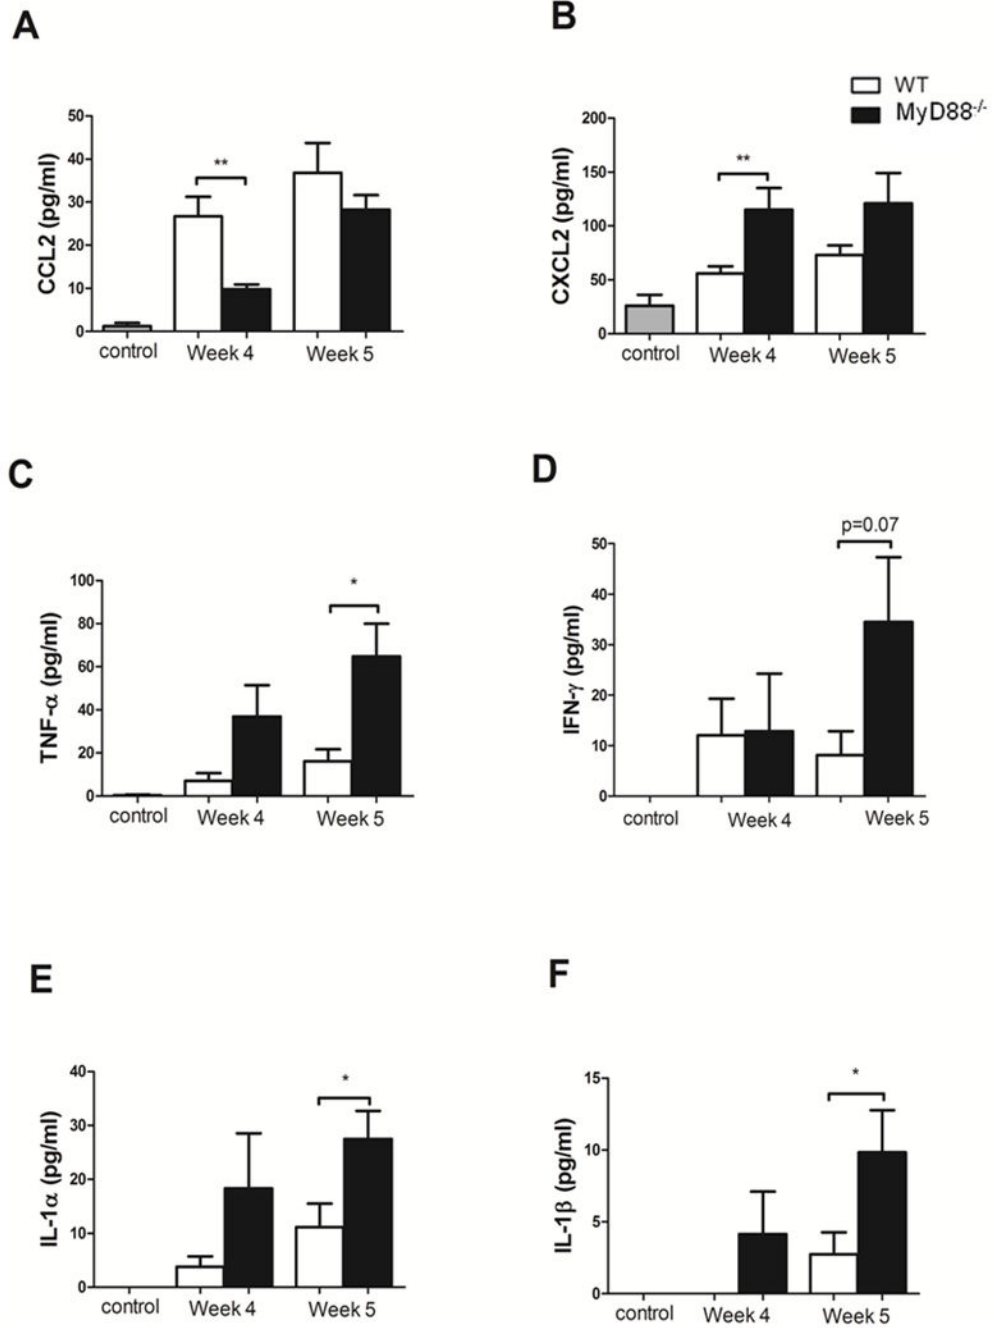 A
B
WT
MyD88-/-
50
40
30
20
10
0
CCL2 (pg/ml)
**
control
Week 4
Week 5
200
150
100
50
0
CXCL2 (pg/ml)
**
control
Week 4
Week 5
C
D
100
80
60
40
20
0
TNF-α (pg/ml)
*
control
Week 4
Week 5
p=0.07
50
40
30
20
10
0
IFN-γ (pg/ml)
control
Week 4
Week 5
E
F
40
30
20
10
0
IL-1α (pg/ml)
*
control
Week 4
Week 5
15
10
5
0
IL-1β (pg/ml)
*
control
Week 4
Week 5